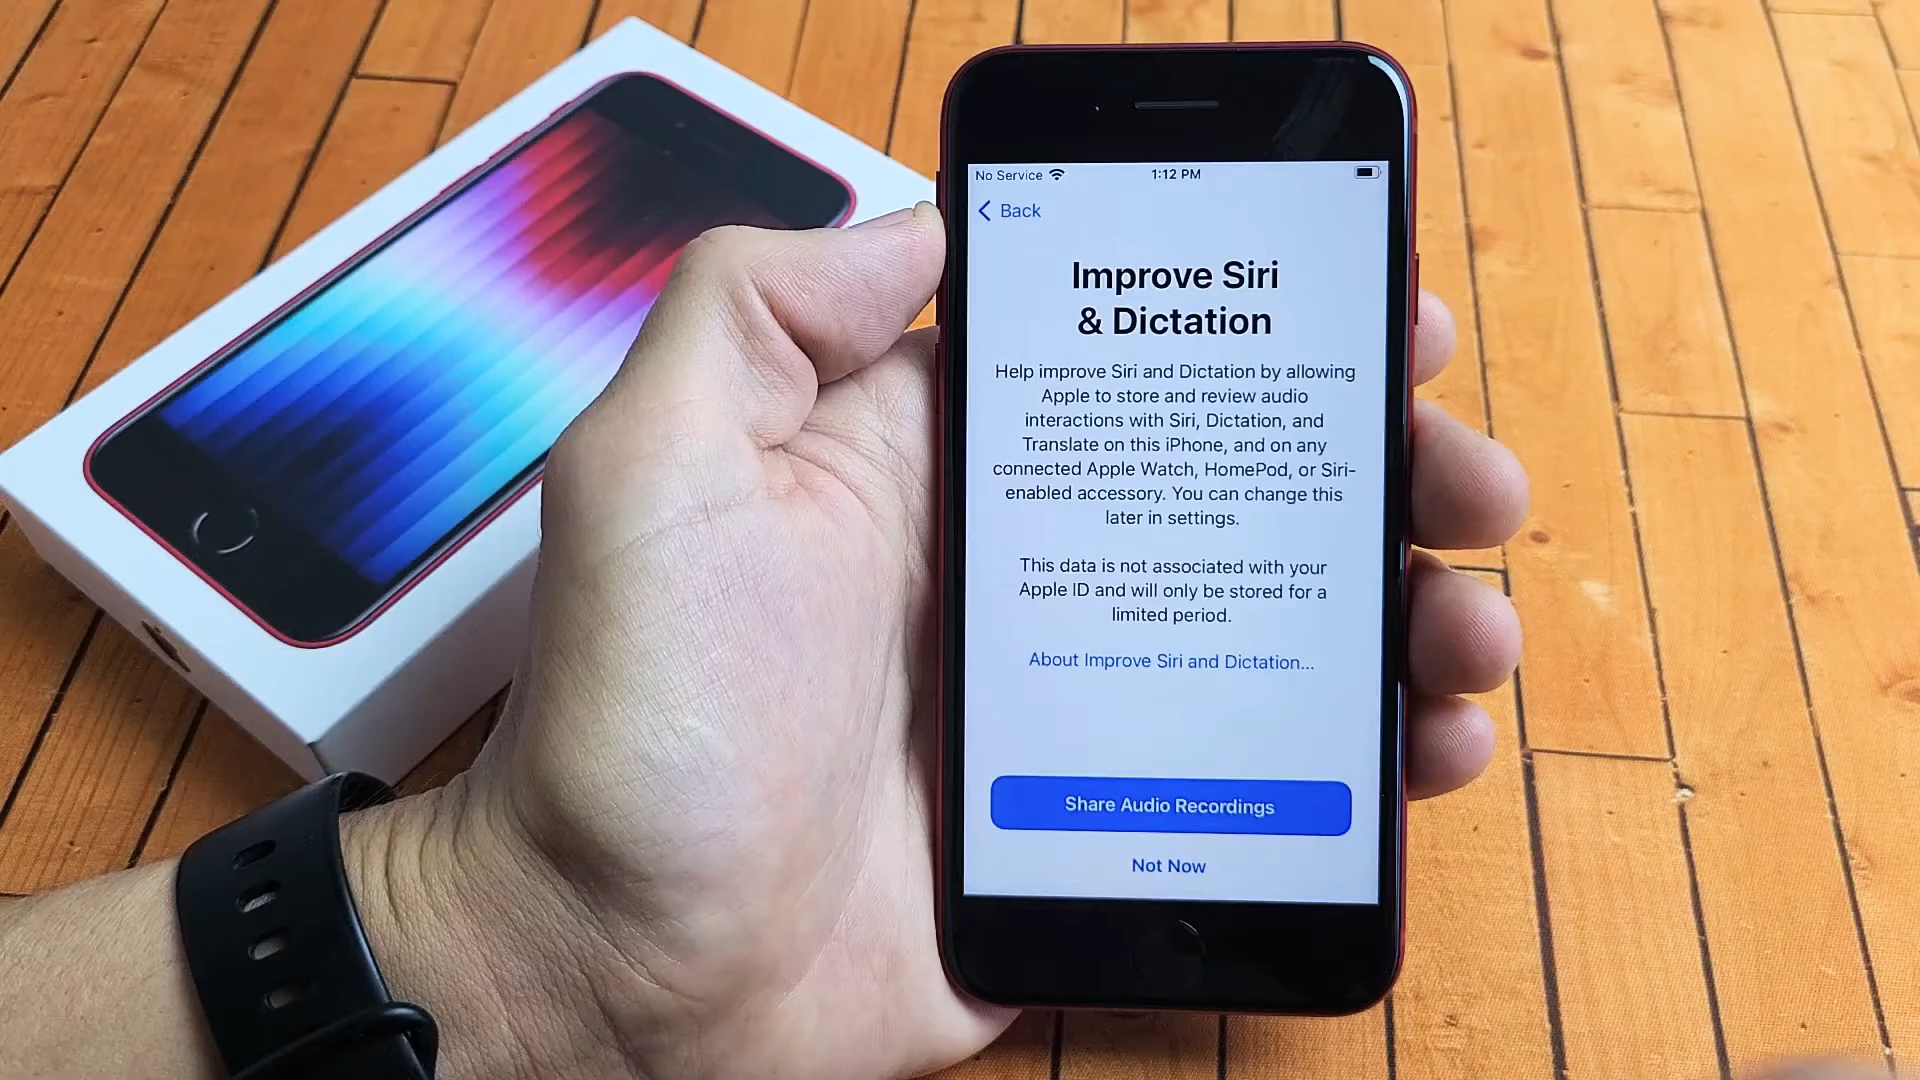 No Service 1:12 PM
Back
Improve Siri
& Dictation
Help improve Siri and Dictation by allowing
Apple to store and review audio
interactions with Siri, Dictation, and
Translate on this iPhone, and on any
connected Apple Watch, HomePod, or Siri-
enabled accessory. You can change this
later in settings.
This data is not associated with your
Apple ID and will only be stored for a
limited period.
About Improve Siri and Dictation...
Share Audio Recordings
Not Now